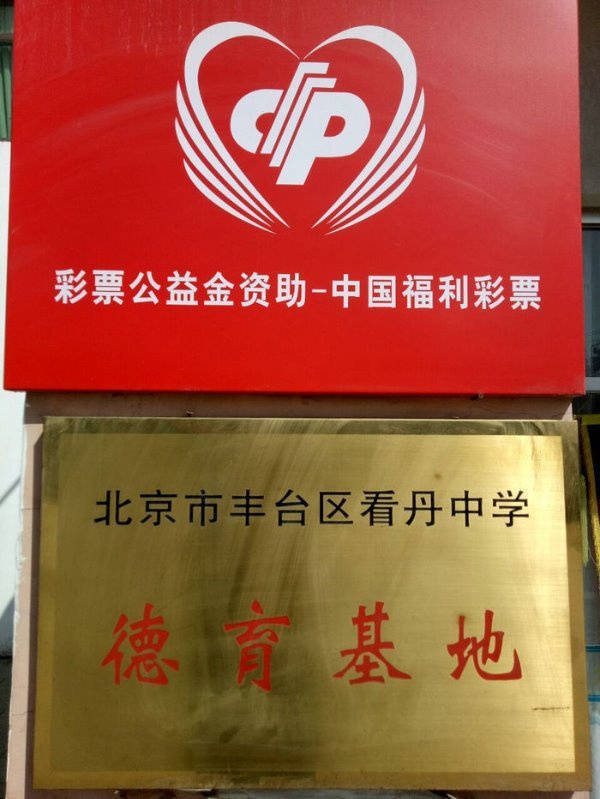 彩票公益金资助-中国福利彩票
北京市丰台区看丹中学
德育基地